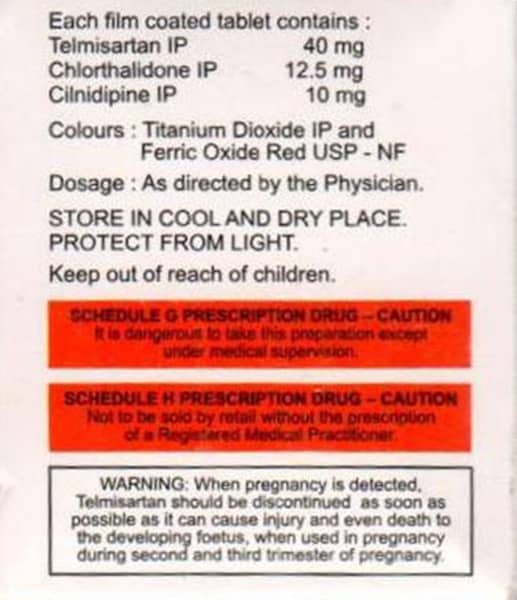 Each film coated tablet contains :
Telmisartan IP 40 mg
Chlorthalidone IP 12.5 mg
Cilnidipine IP 10 mg
Colours : Titanium Dioxide IP and
Ferric Oxide Red USP - NF
Dosage : As directed by the Physician.
STORE IN COOL AND DRY PLACE.
PROTECT FROM LIGHT.
Keep out of reach of children.
SCHEDULE G PRESCRIPTION DRUG – CAUTION
It is dangerous to take this preparation except
under medical supervision.
SCHEDULE H PRESCRIPTION DRUG – CAUTION
Not to be sold by retail without the prescription
of a Registered Medical Practitioner.
WARNING: When pregnancy is detected,
Telmisartan should be discontinued as soon as
possible as it can cause injury and even death to
the developing foetus, when used in pregnancy
during second and third trimester of pregnancy.